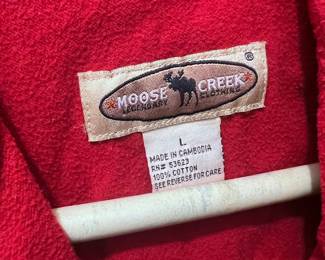 MOOSE CREEK ®
LEGENDARY CLOTHING
L
MADE IN CAMBODIA
RN# 53623
100% COTTON
SEE REVERSE FOR CARE